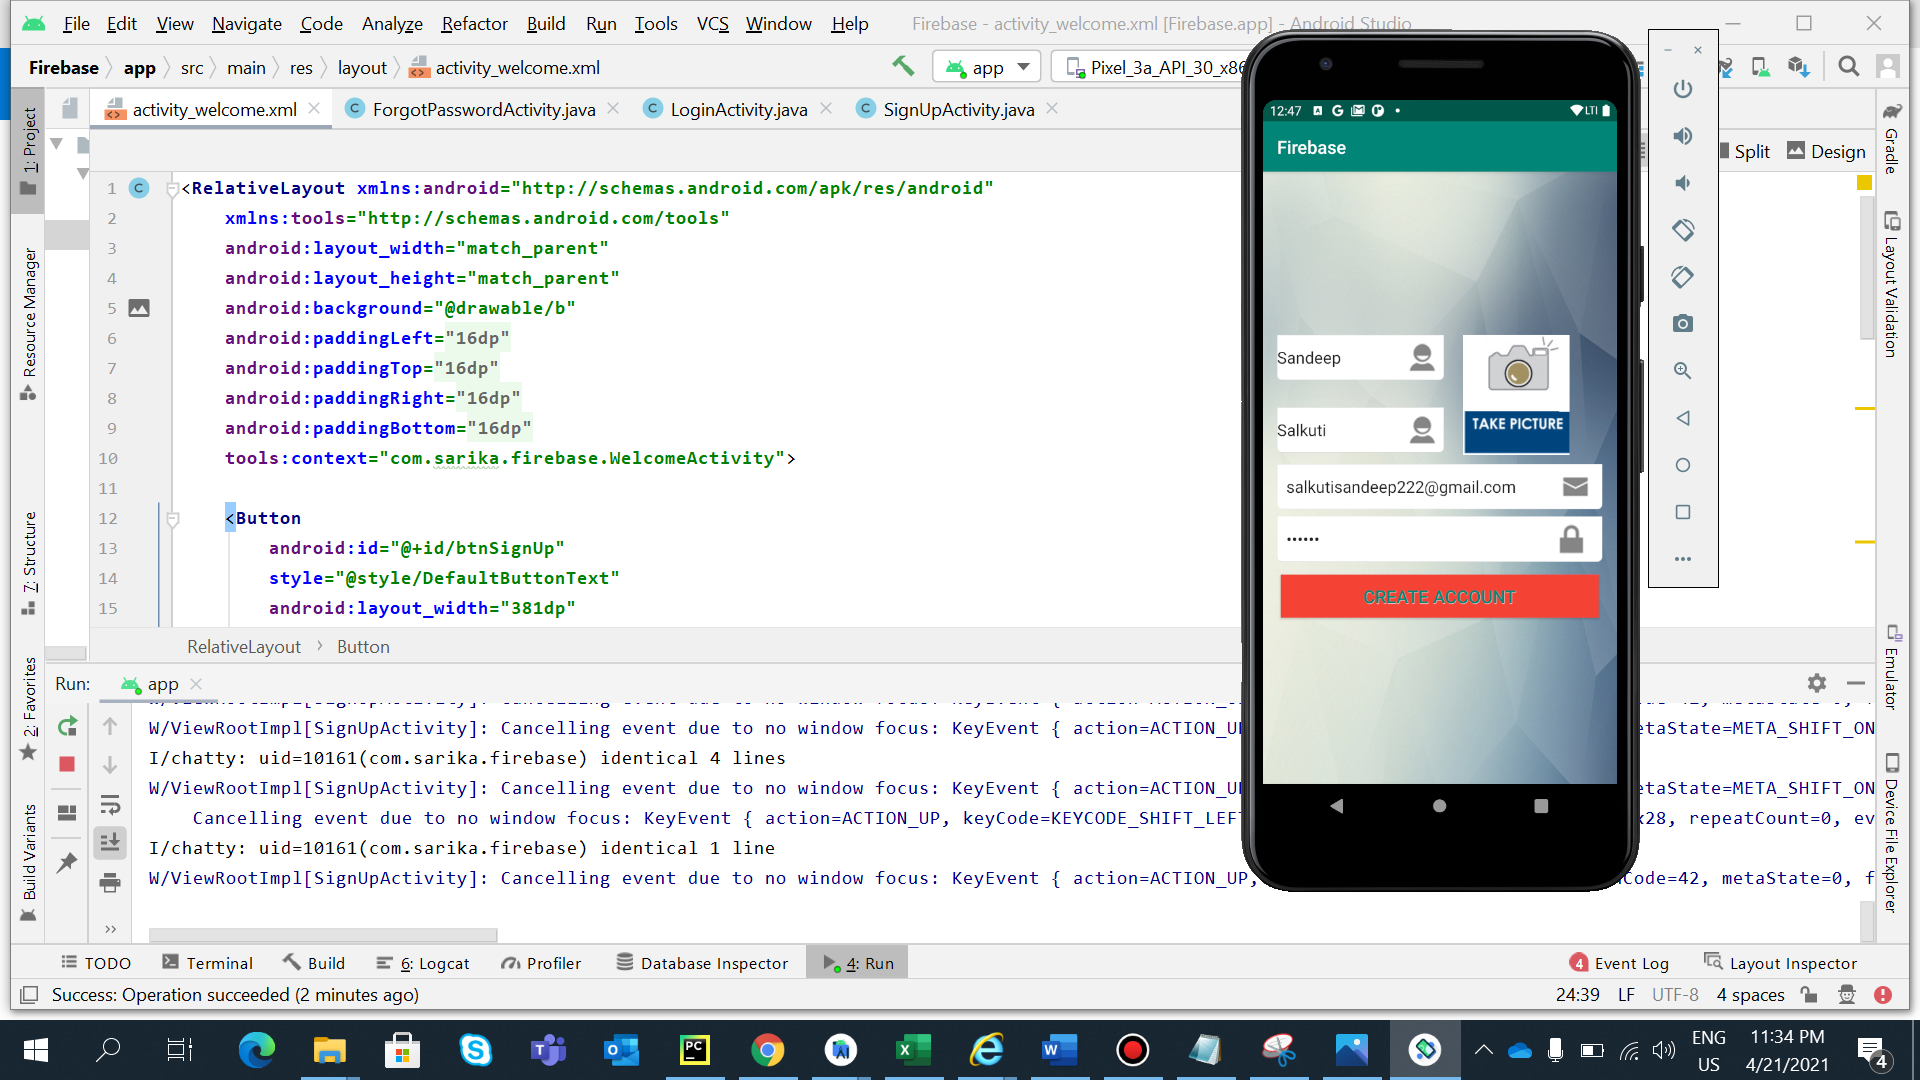 File Edit View Navigate Code Analyze Refactor Build Run Tools VCS Window Help Firebase - activity_welcome.xml [Firebase.app] - Android Studio
Firebase app src main res layout activity_welcome.xml app Pixel_3a_API_30_x86
activity_welcome.xml ForgotPasswordActivity.java LoginActivity.java SignUpActivity.java
Split Design
1 <RelativeLayout xmlns:android="http://schemas.android.com/apk/res/android"
2 xmlns:tools="http://schemas.android.com/tools"
3 android:layout_width="match_parent"
4 android:layout_height="match_parent"
5 android:background="@drawable/b"
6 android:paddingLeft="16dp"
7 android:paddingTop="16dp"
8 android:paddingRight="16dp"
9 android:paddingBottom="16dp"
10 tools:context="com.sarika.firebase.WelcomeActivity">
11
12 <Button
13 android:id="@+id/btnSignUp"
14 style="@style/DefaultButtonText"
15 android:layout_width="381dp"
RelativeLayout Button
Run: app
W/ViewRootImpl[SignUpActivity]: Cancelling event due to no window focus: KeyEvent { action=ACTION_U etaState=META_SHIFT_ON
I/chatty: uid=10161(com.sarika.firebase) identical 4 lines
W/ViewRootImpl[SignUpActivity]: Cancelling event due to no window focus: KeyEvent { action=ACTION_U etaState=META_SHIFT_ON
Cancelling event due to no window focus: KeyEvent { action=ACTION_UP, keyCode=KEYCODE_SHIFT_LEFT x28, repeatCount=0, ev
I/chatty: uid=10161(com.sarika.firebase) identical 1 line
W/ViewRootImpl[SignUpActivity]: Cancelling event due to no window focus: KeyEvent { action=ACTION_UP, Code=42, metaState=0, f
TODO Terminal Build 6: Logcat Profiler Database Inspector 4: Run 4 Event Log Layout Inspector
Success: Operation succeeded (2 minutes ago) 24:39 LF UTF-8 4 spaces
1: Project
Resource Manager
7: Structure
2: Favorites
Build Variants
Gradle
Layout Validation
Emulator
Device File Explorer
12:47 LTE
Firebase
Sandeep
Salkuti
TAKE PICTURE
salkutisandeep222@gmail.com
••••••
CREATE ACCOUNT
ENG
US
11:34 PM
4/21/2021
4